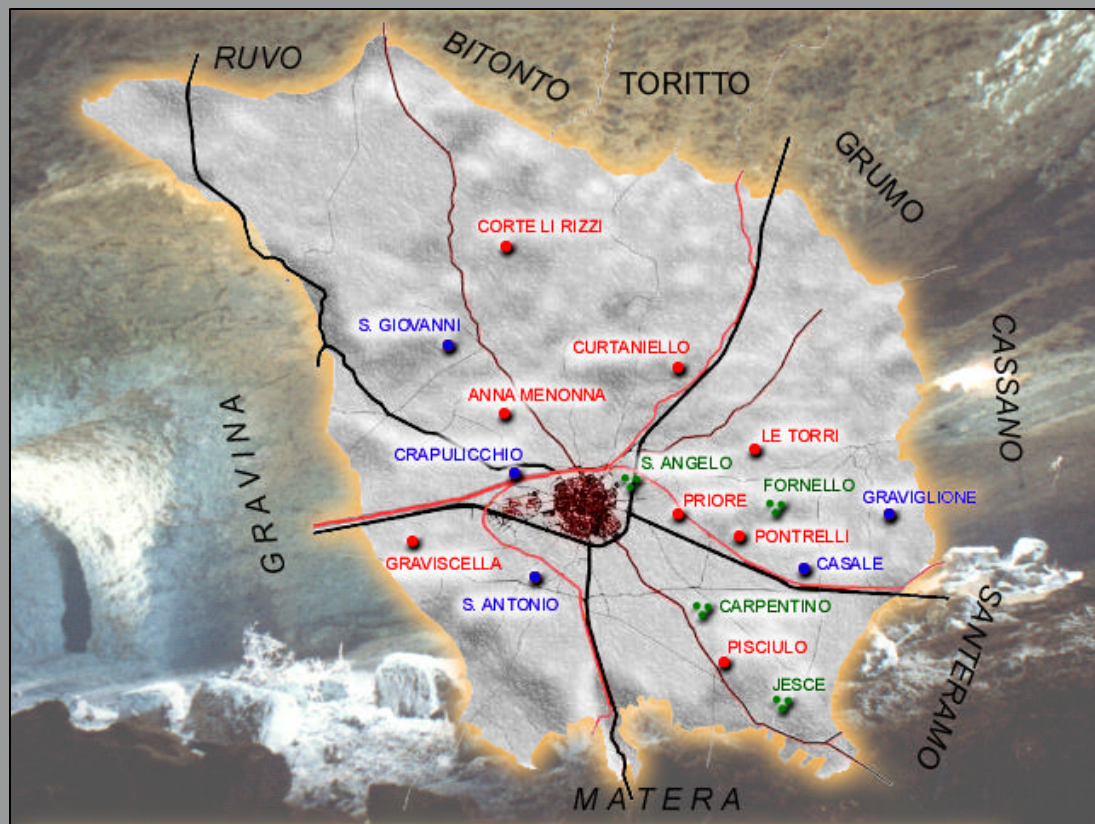 RUVO
BITONTO
TORITTO
GRUMO
CORTE LI RIZZI
S. GIOVANNI
CURTANIELLO
CASSANO
ANNA MENONNA
GRAVINA
LE TORRI
CRAPULICCHIO
S. ANGELO
FORNELLO
PRIORE
GRAVIGLIONE
PONTRELLI
GRAVISCELLA
CASALE
S. ANTONIO
CARPENTINO
SANTERAMO
PISCIULO
JESCE
MATERA